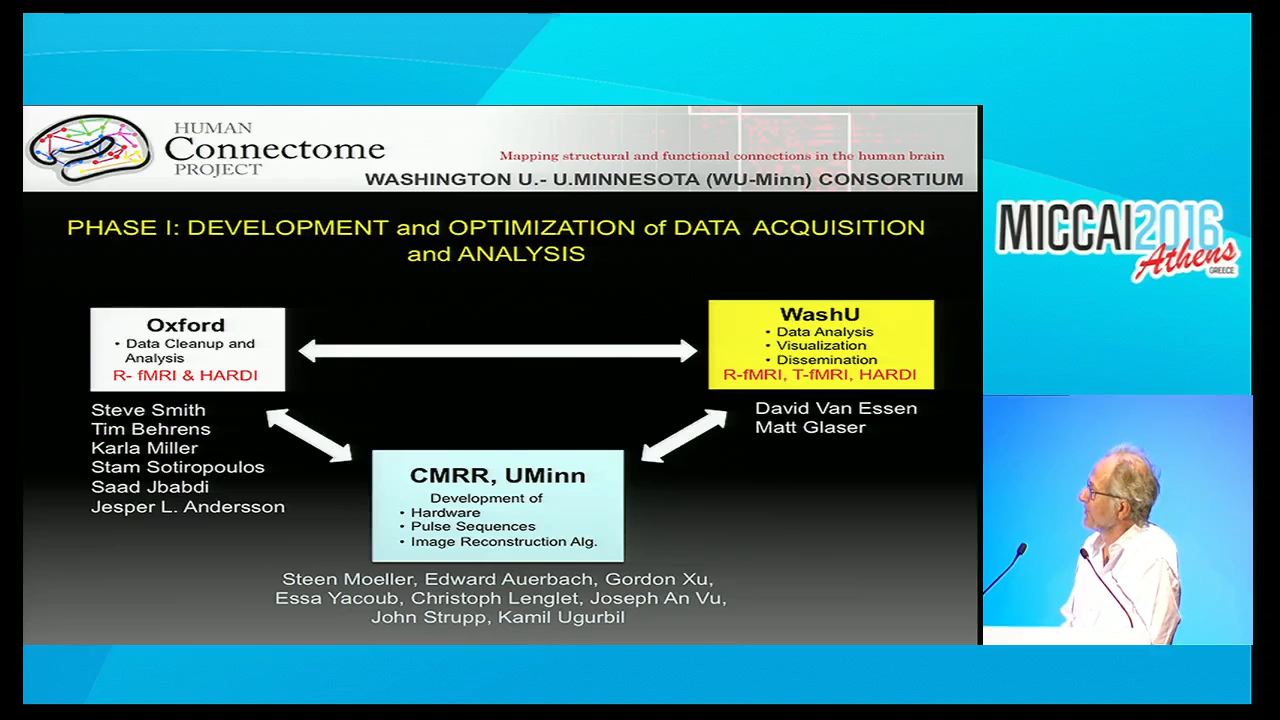 HUMAN
Connectome
PROJECT
Mapping structural and functional connections in the human brain
WASHINGTON U.- U.MINNESOTA (WU-Minn) CONSORTIUM
PHASE I: DEVELOPMENT and OPTIMIZATION of DATA ACQUISITION
and ANALYSIS
Oxford
• Data Cleanup and
Analysis
R- fMRI & HARDI
Steve Smith
Tim Behrens
Karla Miller
Stam Sotiropoulos
Saad Jbabdi
Jesper L. Andersson
WashU
• Data Analysis
• Visualization
• Dissemination
R-fMRI, T-fMRI, HARDI
David Van Essen
Matt Glaser
CMRR, UMinn
Development of
• Hardware
• Pulse Sequences
• Image Reconstruction Alg.
Steen Moeller, Edward Auerbach, Gordon Xu,
Essa Yacoub, Christoph Lenglet, Joseph An Vu,
John Strupp, Kamil Ugurbil
MICCAI2016
Athens
GREECE